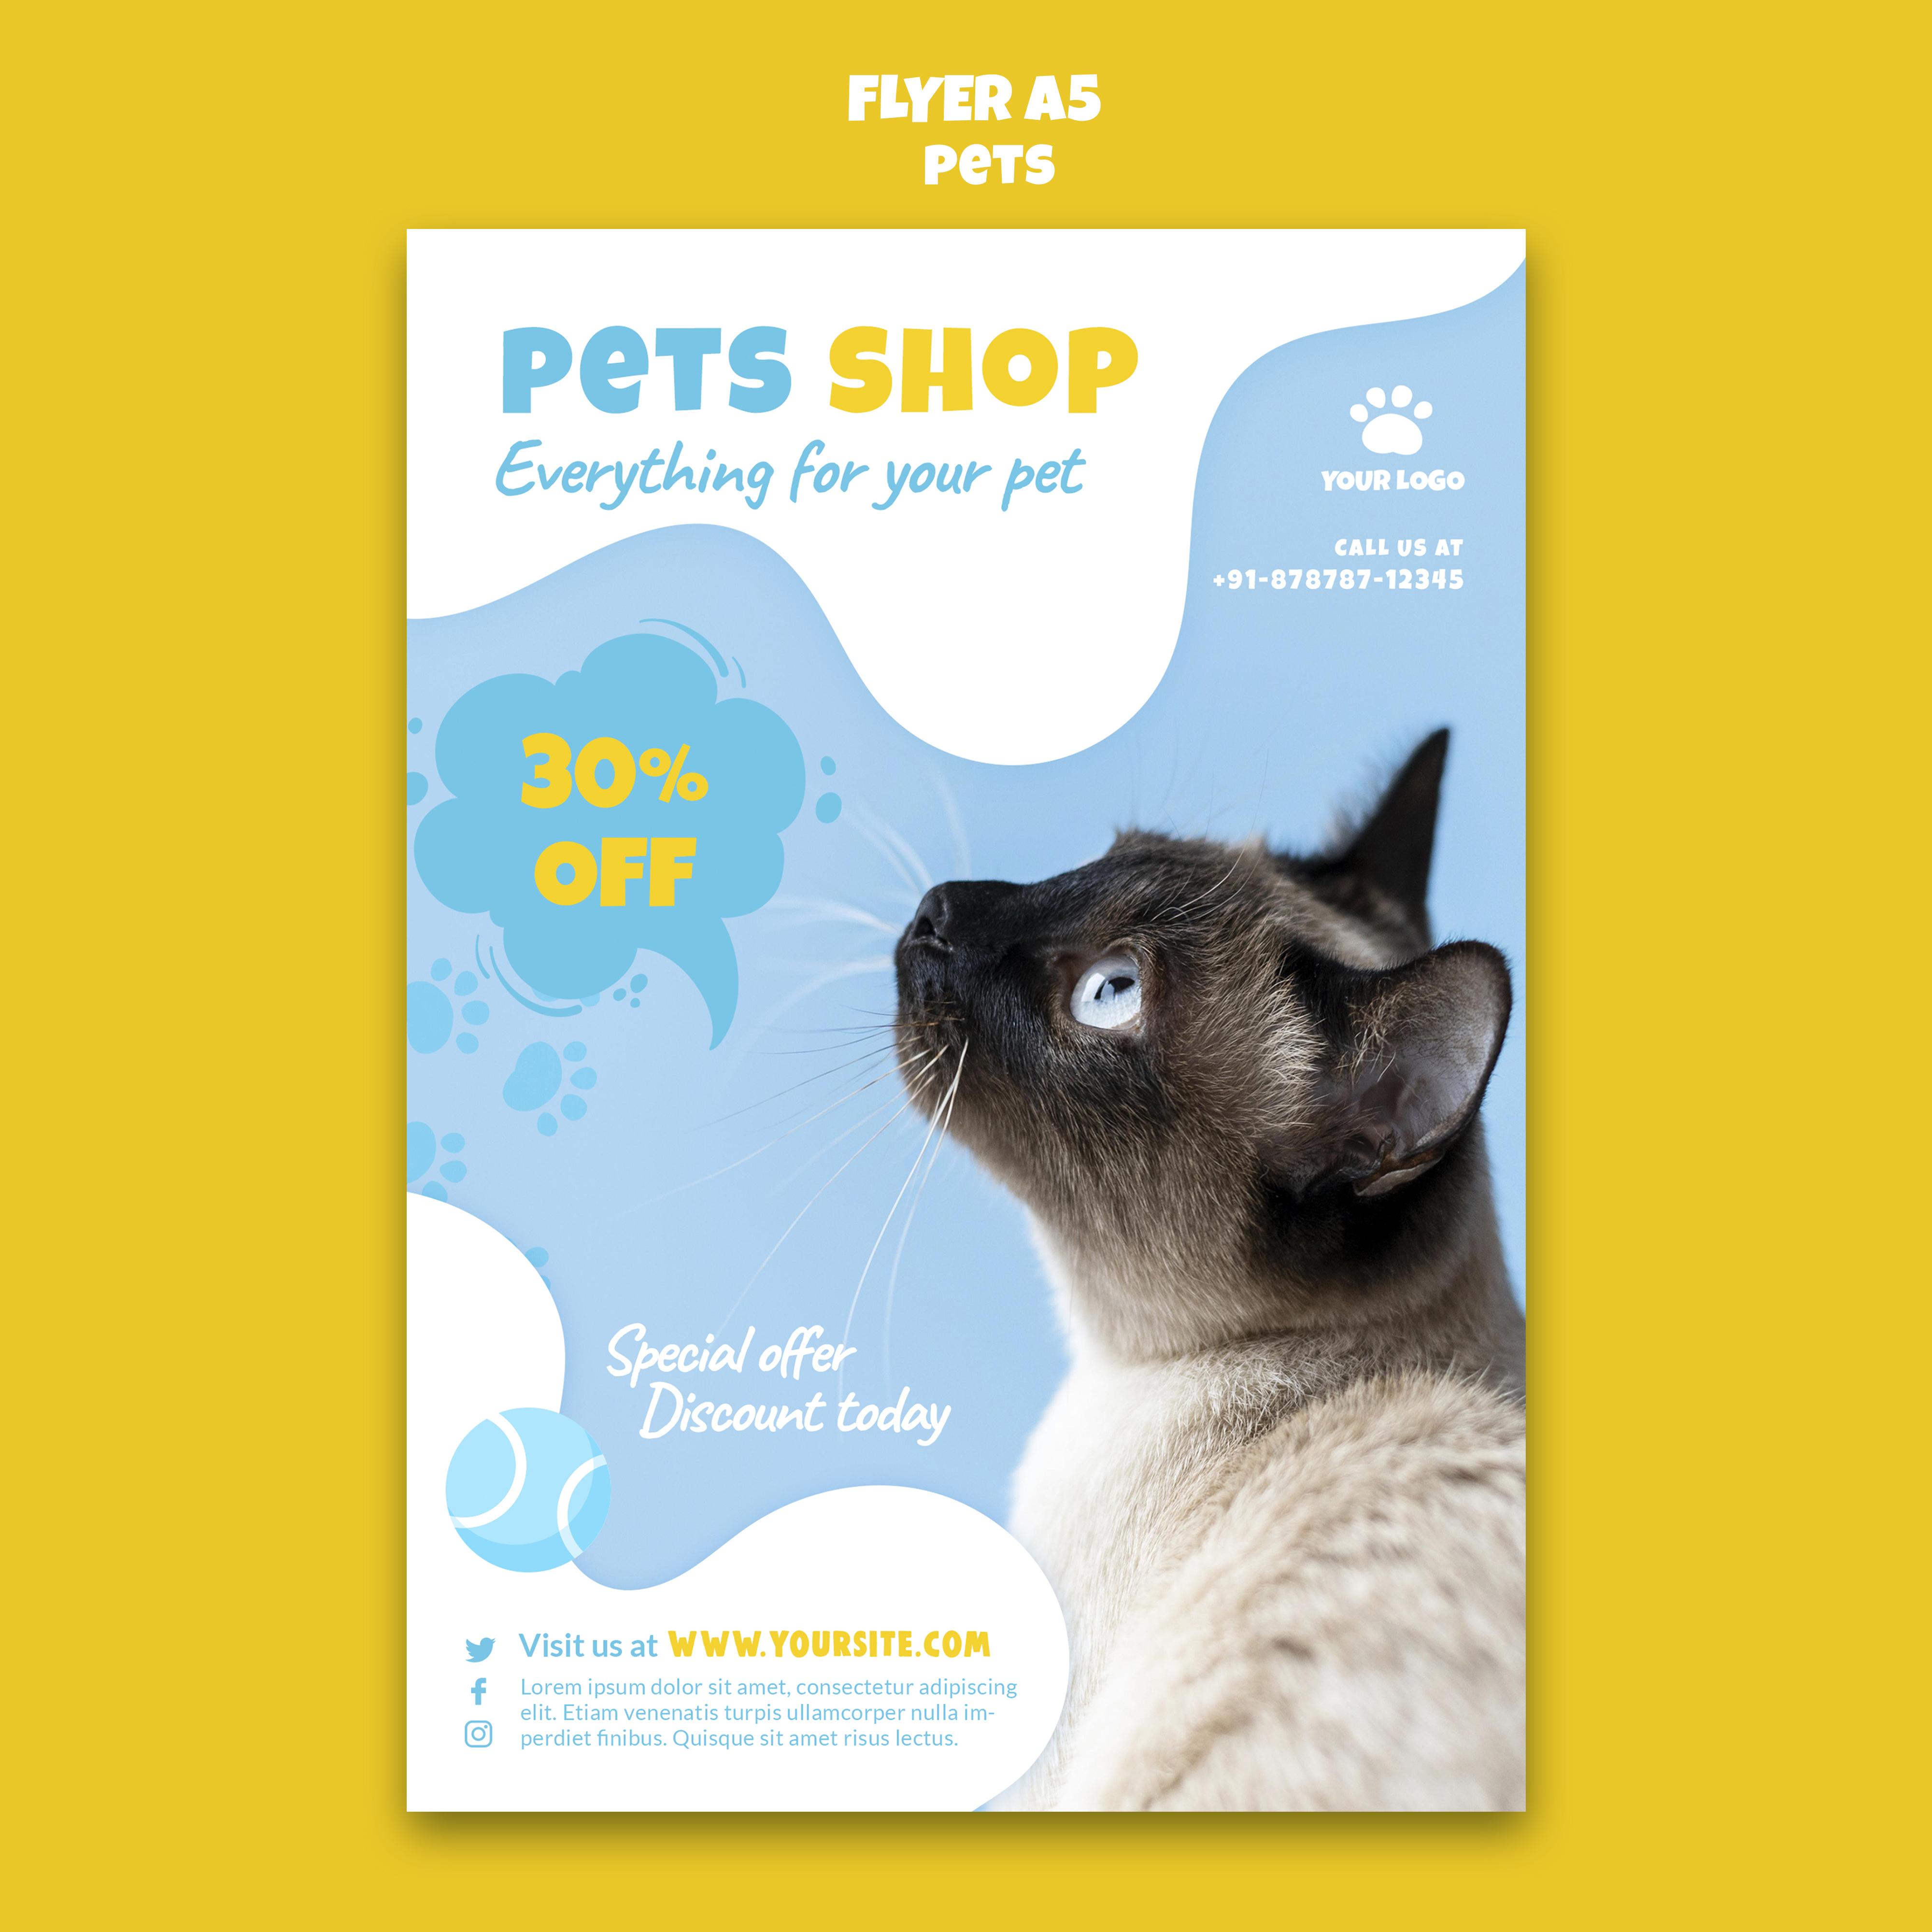 FLYER A5
PETS
PETS SHOP
Everything for your pet
YOUR LOGO
CALL US AT
+91-878787-12345
30%
OFF
Special offer
Discount today
Visit us at WWW.YOURSITE.COM
Lorem ipsum dolor sit amet, consectetur adipiscing
elit. Etiam venenatis turpis ullamcorper nulla im-
perdiet finibus. Quisque sit amet risus lectus.